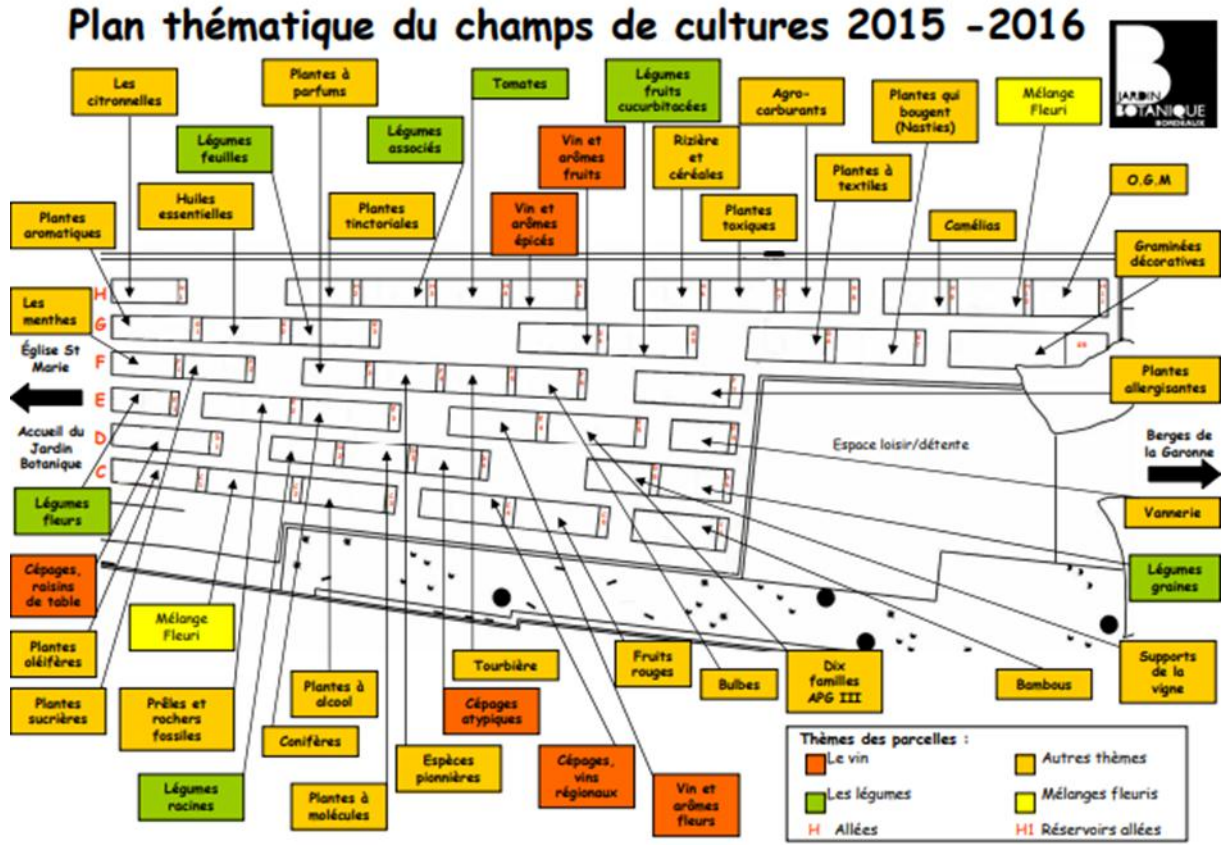 Plan thématique du champs de cultures 2015 -2016
JARDIN
BOTANIQUE
BORDEAUX
Les
citronnelles
Plantes à
parfums
Tomates
Légumes
fruits
cucurbitacées
Agro-
carburants
Plantes qui
bougent
(Nasties)
Mélange
Fleuri
Légumes
feuilles
Légumes
associés
Vin et
arômes
fruits
Rizière
et
céréales
Plantes à
textiles
O.G.M
Plantes
aromatiques
Huiles
essentielles
Plantes
tinctoriales
Vin et
arômes
épicés
Plantes
toxiques
Camélias
Graminées
décoratives
Les
menthes
H
G
F
E
D
C
Église St
Marie
Accueil du
Jardin
Botanique
Plantes
allergisantes
Espace loisir/détente
Berges de
la Garonne
Légumes
fleurs
Vannerie
Cépages,
raisins
de table
Légumes
graines
Mélange
Fleuri
Plantes
oléifères
Tourbière
Fruits
rouges
Bulbes
Dix
familles
APG III
Bambous
Supports
de la
vigne
Plantes
sucrières
Prêles et
rochers
fossiles
Plantes à
alcool
Conifères
Cépages
atypiques
Espèces
pionnières
Cépages,
vins
régionaux
Légumes
racines
Plantes à
molécules
Vin et
arômes
fleurs
Thèmes des parcelles :
Le vin
Autres thèmes
Les légumes
Mélanges fleuris
H Allées
H1 Réservoirs allées